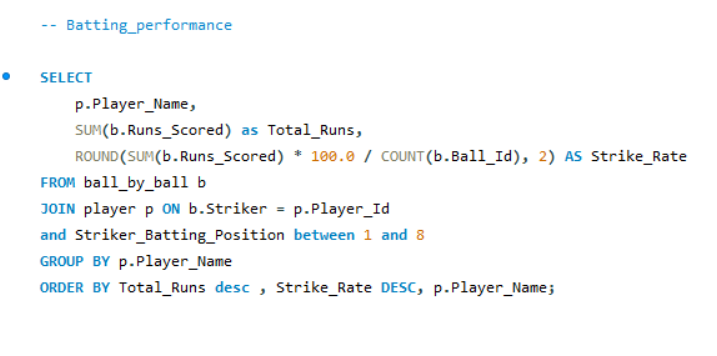 -- Batting_performance
SELECT
p.Player_Name,
SUM(b.Runs_Scored) as Total_Runs,
ROUND(SUM(b.Runs_Scored) * 100.0 / COUNT(b.Ball_Id), 2) AS Strike_Rate
FROM ball_by_ball b
JOIN player p ON b.Striker = p.Player_Id
and Striker_Batting_Position between 1 and 8
GROUP BY p.Player_Name
ORDER BY Total_Runs desc , Strike_Rate DESC, p.Player_Name;